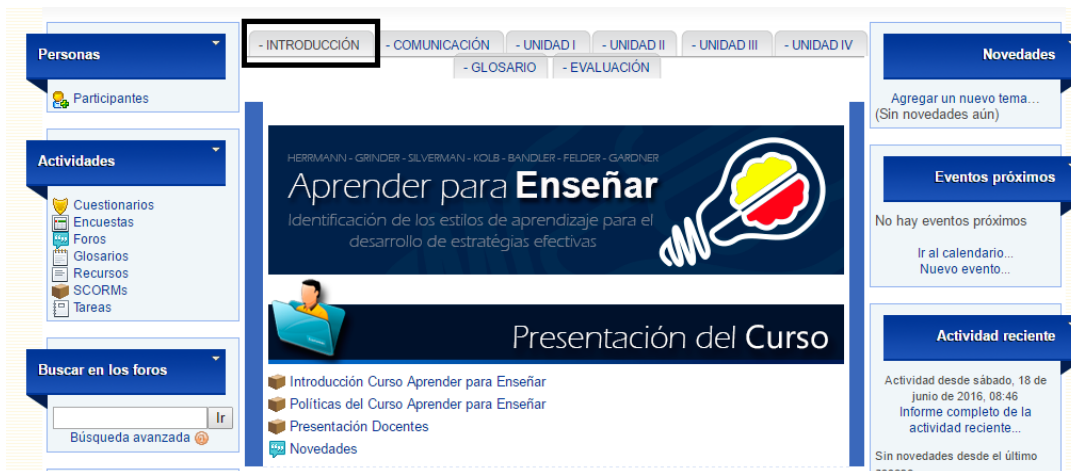 Personas
Participantes
Actividades
Cuestionarios
Encuestas
Foros
Glosarios
Recursos
SCORMs
Tareas
Buscar en los foros
Ir
Búsqueda avanzada
- INTRODUCCIÓN
- COMUNICACIÓN
- UNIDAD I
- UNIDAD II
- UNIDAD III
- UNIDAD IV
- GLOSARIO
- EVALUACIÓN
HERRMANN - GRINDER - SILVERMAN - KOLB - BANDLER - FELDER - GARDNER
Aprender para Enseñar
Identificación de los estilos de aprendizaje para el
desarrollo de estratégias efectivas
Presentación del Curso
Introducción Curso Aprender para Enseñar
Políticas del Curso Aprender para Enseñar
Presentación Docentes
Novedades
Novedades
Agregar un nuevo tema...
(Sin novedades aún)
Eventos próximos
No hay eventos próximos
Ir al calendario...
Nuevo evento...
Actividad reciente
Actividad desde sábado, 18 de
junio de 2016, 08:46
Informe completo de la
actividad reciente...
Sin novedades desde el último